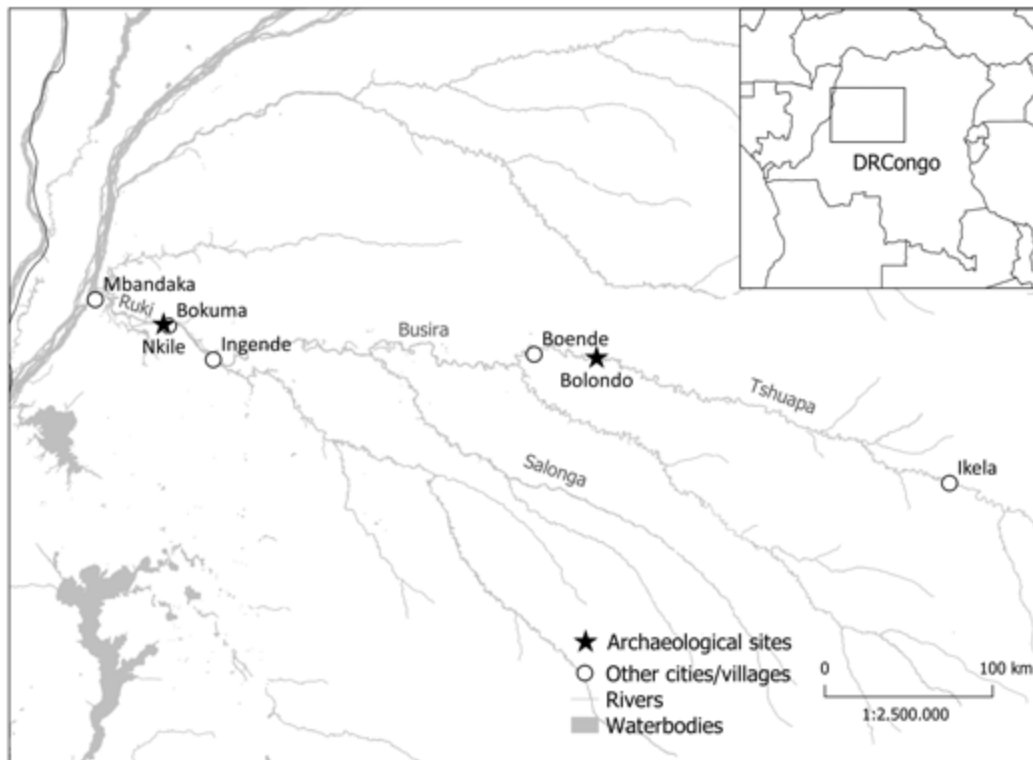 DRCongo
Mbandaka
Ruki
Bokuma
Nkile
Ingende
Busira
Boende
Bolondo
Tshuapa
Salonga
Ikela
Archaeological sites
Other cities/villages
Rivers
Waterbodies
0 100 km
1:2.500.000